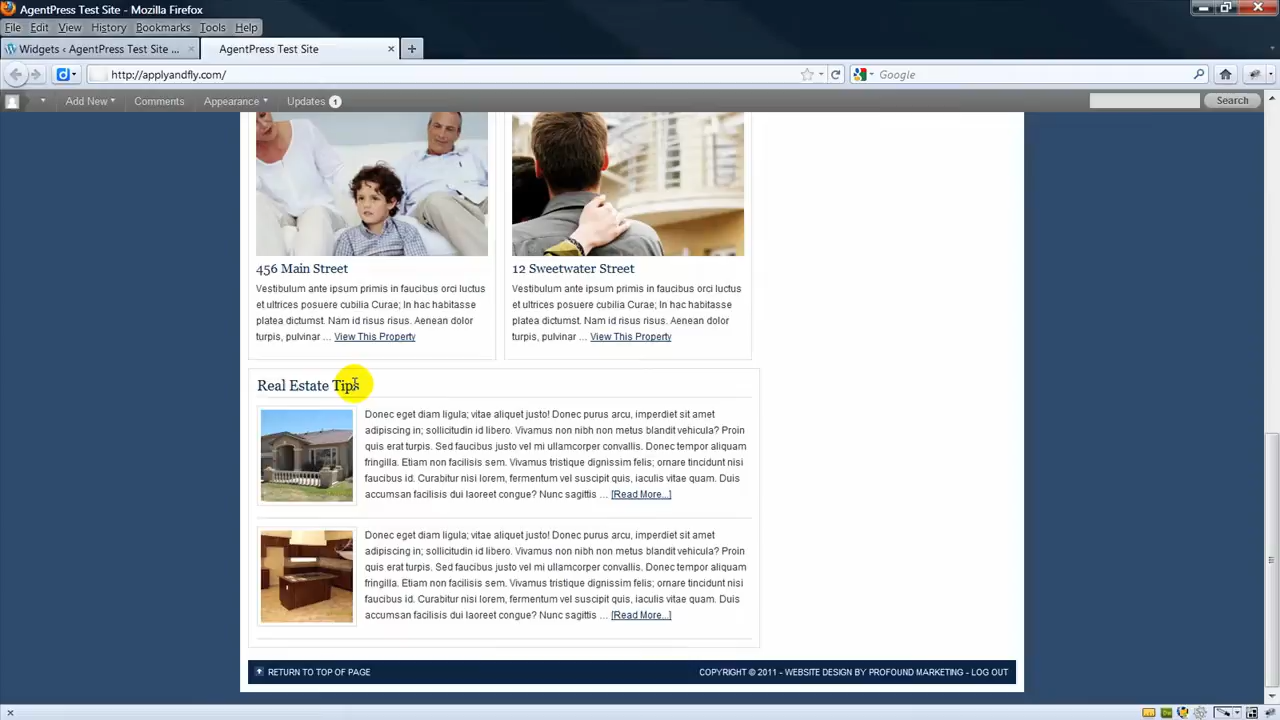 AgentPress Test Site - Mozilla Firefox
File Edit View History Bookmarks Tools Help
Widgets ‹ AgentPress Test Site ...
AgentPress Test Site
http://applyandfly.com/
Google
Add New Comments Appearance Updates 1 Search
456 Main Street
Vestibulum ante ipsum primis in faucibus orci luctus
et ultrices posuere cubilia Curae; In hac habitasse
platea dictumst. Nam id risus risus. Aenean dolor
turpis, pulvinar ... View This Property
12 Sweetwater Street
Vestibulum ante ipsum primis in faucibus orci luctus
et ultrices posuere cubilia Curae; In hac habitasse
platea dictumst. Nam id risus risus. Aenean dolor
turpis, pulvinar ... View This Property
Real Estate Tips
Donec eget diam ligula; vitae aliquet justo! Donec purus arcu, imperdiet sit amet
adipiscing in; sollicitudin id libero. Vivamus non nibh non metus blandit vehicula? Proin
quis erat turpis. Sed faucibus justo vel mi ullamcorper convallis. Donec tempor aliquam
fringilla. Etiam non facilisis sem. Vivamus tristique dignissim felis; ornare tincidunt nisi
faucibus id. Curabitur nisi lorem, fermentum vel suscipit quis, iaculis vitae quam. Duis
accumsan facilisis dui laoreet congue? Nunc sagittis ... [Read More...]
Donec eget diam ligula; vitae aliquet justo! Donec purus arcu, imperdiet sit amet
adipiscing in; sollicitudin id libero. Vivamus non nibh non metus blandit vehicula? Proin
quis erat turpis. Sed faucibus justo vel mi ullamcorper convallis. Donec tempor aliquam
fringilla. Etiam non facilisis sem. Vivamus tristique dignissim felis; ornare tincidunt nisi
faucibus id. Curabitur nisi lorem, fermentum vel suscipit quis, iaculis vitae quam. Duis
accumsan facilisis dui laoreet congue? Nunc sagittis ... [Read More...]
RETURN TO TOP OF PAGE
COPYRIGHT © 2011 - WEBSITE DESIGN BY PROFOUND MARKETING - LOG OUT